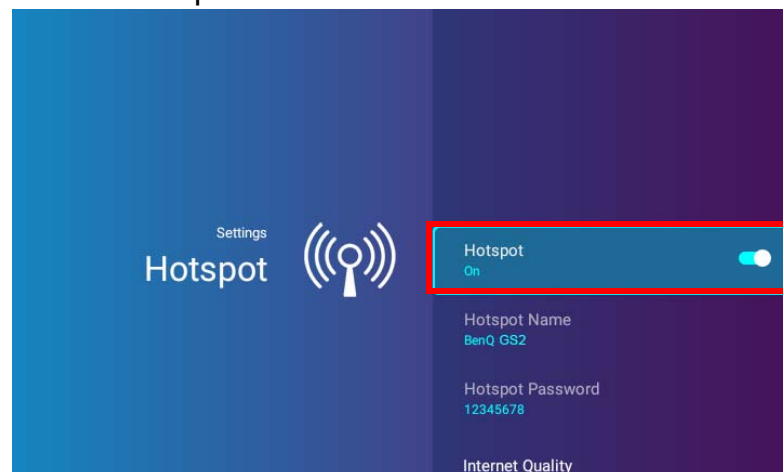 Settings
Hotspot
Hotspot
On
Hotspot Name
BenQ GS2
Hotspot Password
12345678
Internet Quality